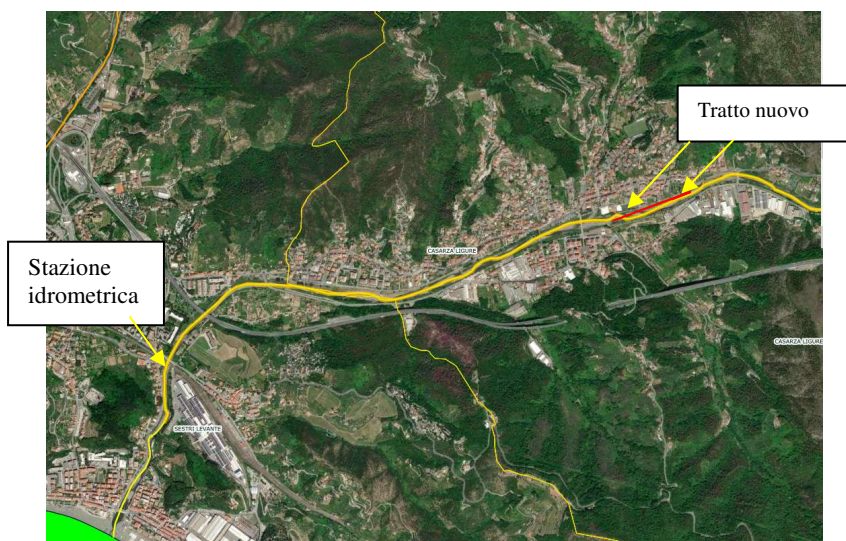 Tratto nuovo
CASARZA LIGURE
Stazione
idrometrica
CASARZA LIGURE
SESTRI LEVANTE